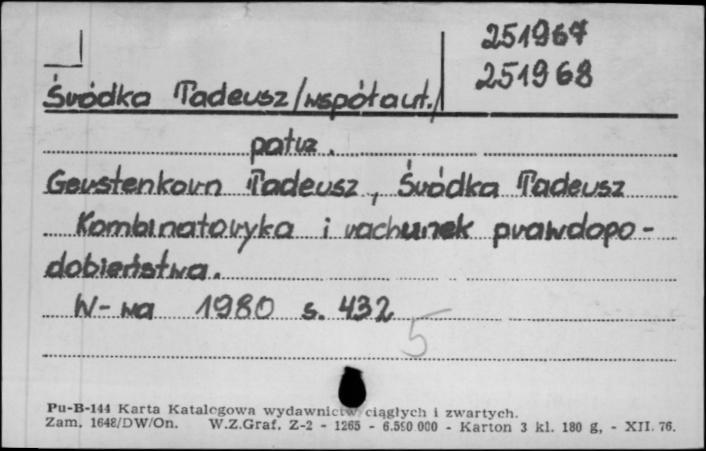 251967
251968
Śródka Tadeusz /współaut./
patrz.
Gerstenkorn Tadeusz, Śródka Tadeusz
Kombinatoryka i rachunek prawdopo-
dobieństwa.
W-wa 1980 s. 432
5
Pu-B-144 Karta Katalogowa wydawnictw ciągłych i zwartych.
Zam. 1648/DW/On. W.Z.Graf. Z-2 - 1265 - 6.590 000 - Karton 3 kl. 180 g, - XII. 76.